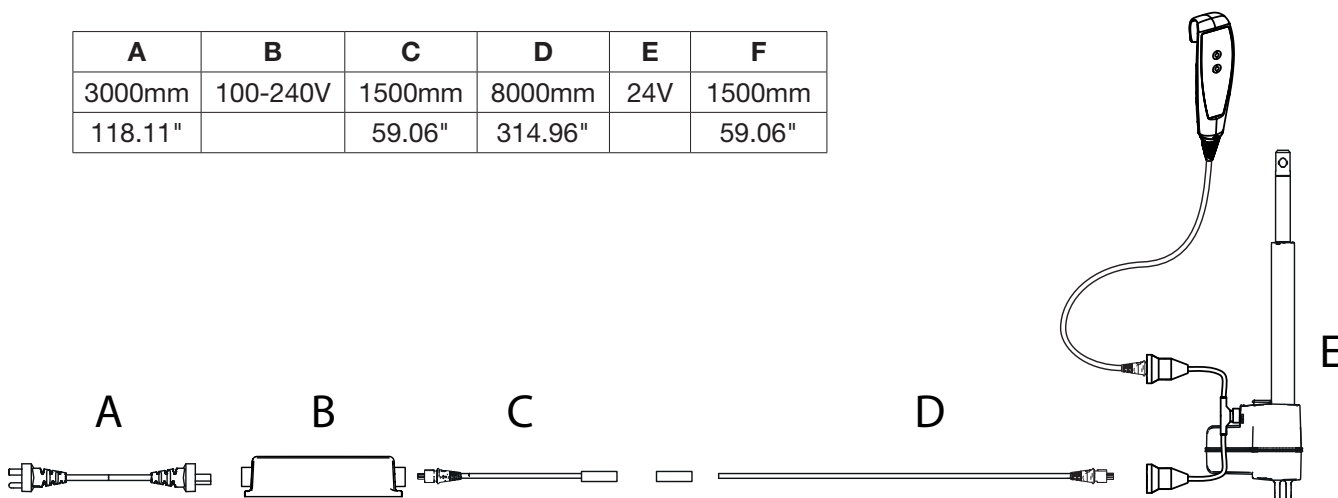 A B C D E F
3000mm 100-240V 1500mm 8000mm 24V 1500mm
118.11" 59.06" 314.96" 59.06"
E
A B C D